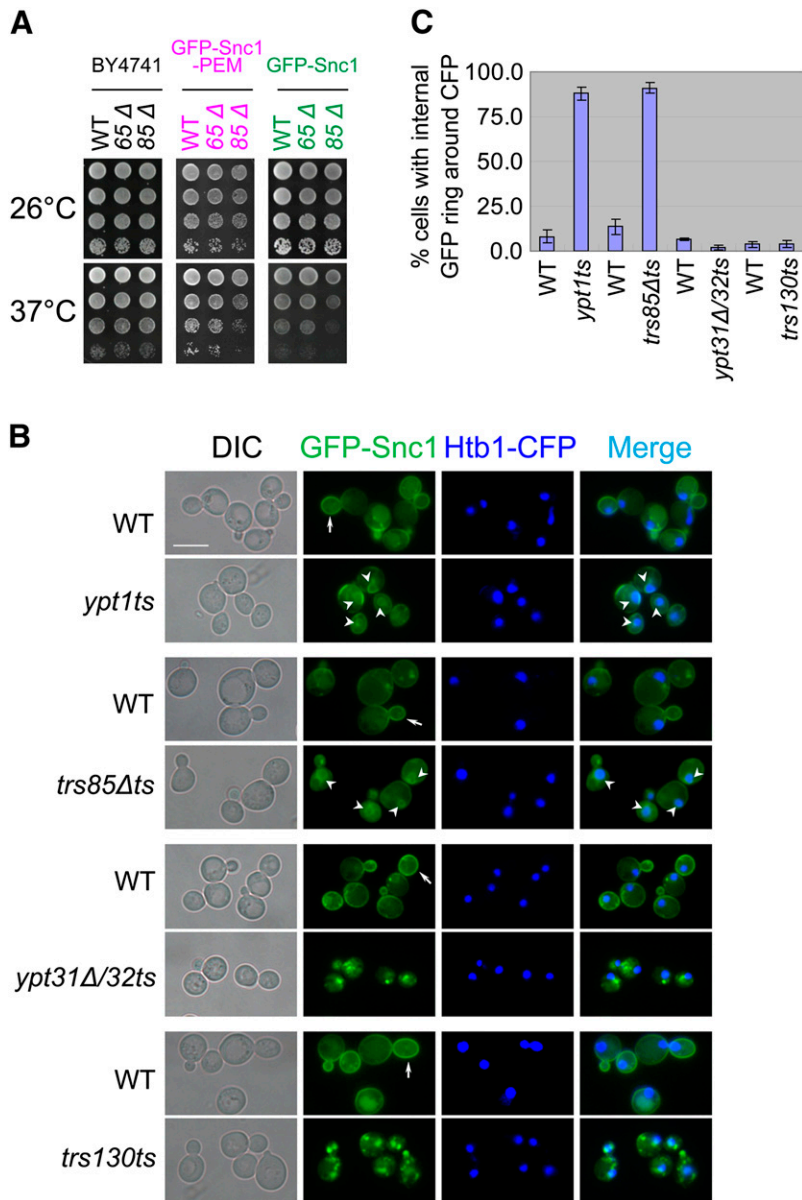 A
BY4741
GFP-Snc1
-PEM
GFP-Snc1
WT
65 Δ
85 Δ
WT
65 Δ
85 Δ
WT
65 Δ
85 Δ
26°C
37°C
C
% cells with internal
GFP ring around CFP
100.0
75.0
50.0
25.0
0.0
WT
ypt1ts
WT
trs85Δts
WT
ypt31Δ/32ts
WT
trs130ts
B
DIC
GFP-Snc1
Htb1-CFP
Merge
WT
ypt1ts
WT
trs85Δts
WT
ypt31Δ/32ts
WT
trs130ts